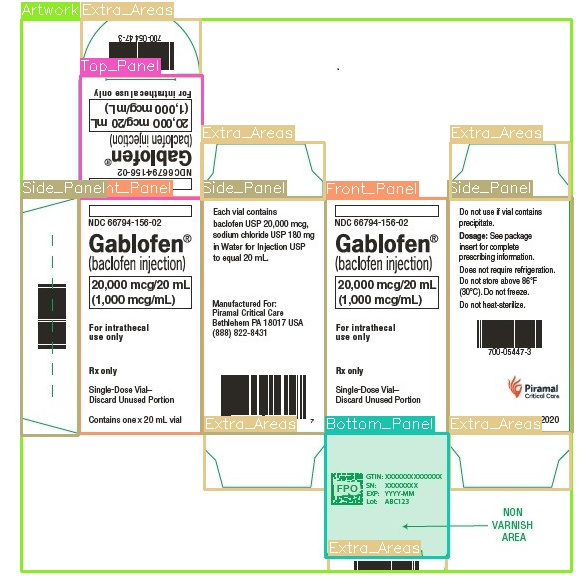 Artwork
Extra_Areas
700-05447-3
Top_Panel
For intrathecal use only
20,000 mcg/20 mL
(1,000 mcg/mL)
(baclofen injection)
Gablofen®
NDC 66794-156-02
Extra_Areas
Extra_Areas
Side_Panel
nt_Panel
Side_Panel
Front_Panel
Side_Panel
NDC 66794-156-02
Gablofen®
(baclofen injection)
20,000 mcg/20 mL
(1,000 mcg/mL)
For intrathecal
use only
Rx only
Single-Dose Vial–
Discard Unused Portion
Contains one x 20 mL vial
Each vial contains
baclofen USP 20,000 mcg,
sodium chloride USP 180 mg
in Water for Injection USP
to equal 20 mL.
Manufactured For:
Piramal Critical Care
Bethlehem PA 18017 USA
(888) 822-8431
7
NDC 66794-156-02
Gablofen®
(baclofen injection)
20,000 mcg/20 mL
(1,000 mcg/mL)
For intrathecal
use only
Rx only
Single-Dose Vial–
Discard Unused Portion
Do not use if vial contains
precipitate.
Dosage: See package
insert for complete
prescribing information.
Does not require refrigeration.
Do not store above 86°F
(30°C). Do not freeze.
Do not heat-sterilize.
700-05447-3
Piramal
Critical Care
2020
Extra_Areas
Bottom_Panel
Extra_Areas
FPO
GTIN: XXXXXXXXXXXXXX
SN: XXXXXXXX
EXP: YYYY-MM
Lot: ABC123
NON
VARNISH
AREA
Extra_Areas